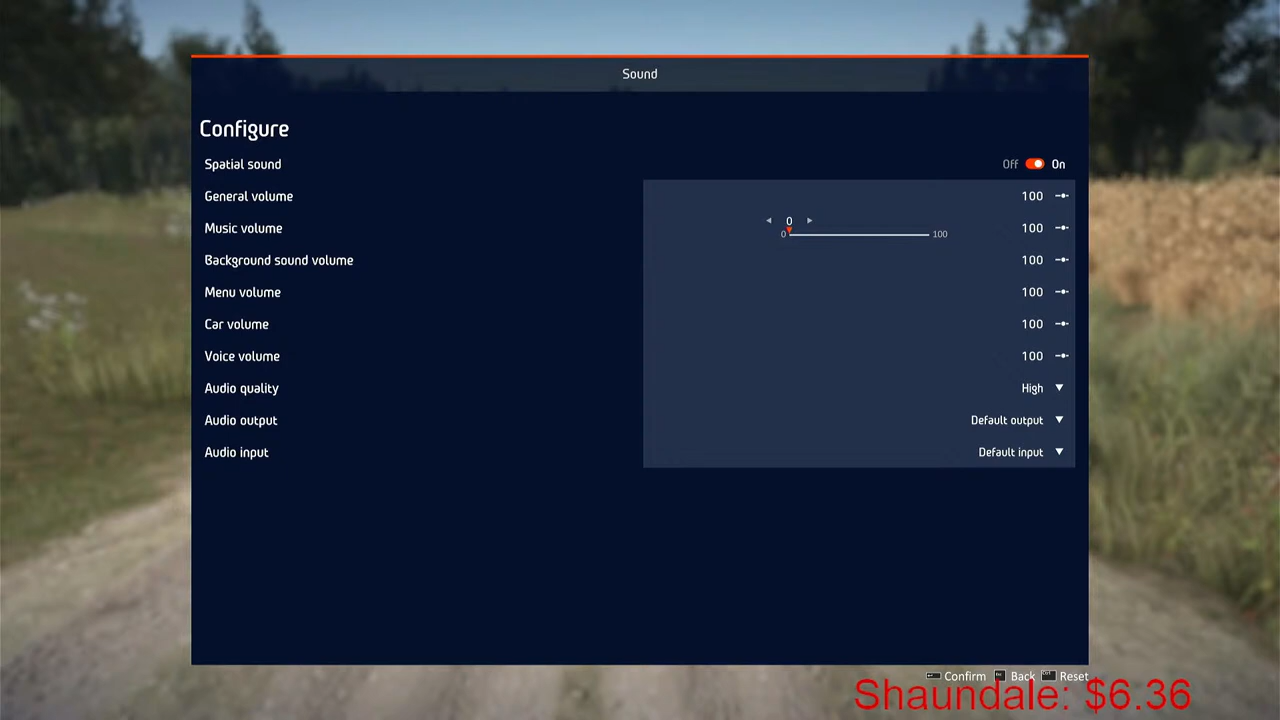 Sound
Configure
Spatial sound Off On
General volume 100
0
Music volume 0 100 100
Background sound volume 100
Menu volume 100
Car volume 100
Voice volume 100
Audio quality High
Audio output Default output
Audio input Default input
Confirm Back Reset
Shaundale: $6.36